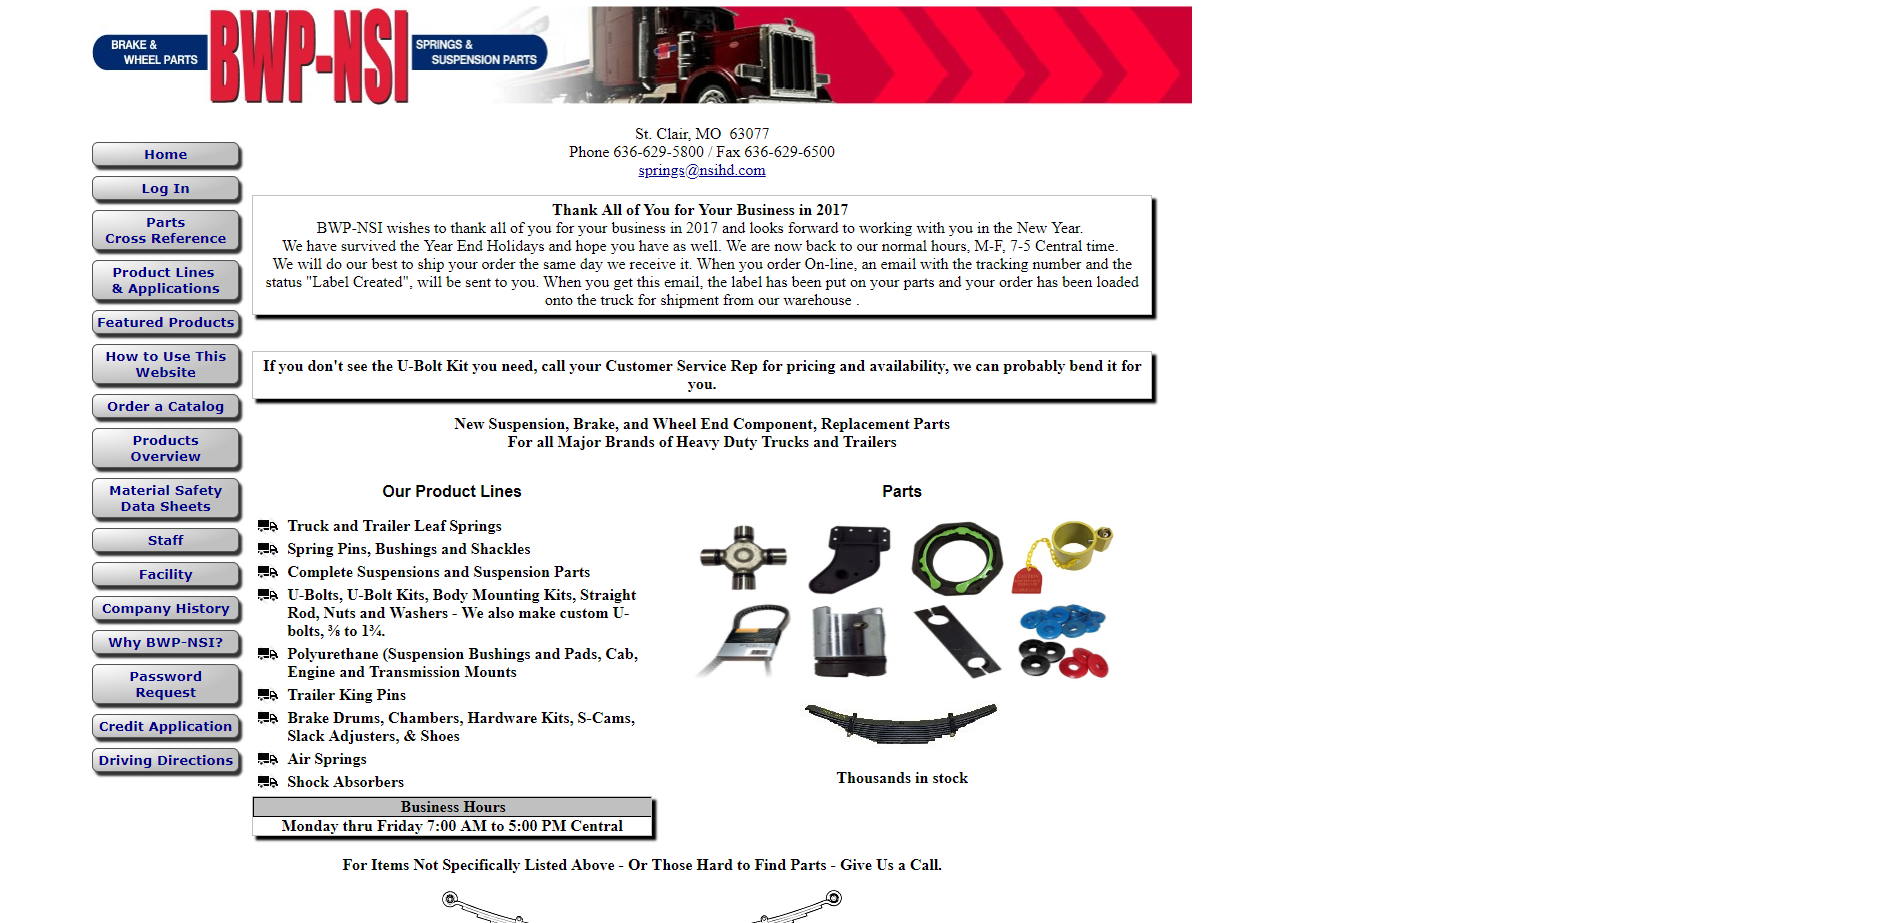 BRAKE &
WHEEL PARTS
BWP-NSI
SPRINGS &
SUSPENSION PARTS
St. Clair, MO  63077
Phone 636-629-5800 / Fax 636-629-6500
springs@nsihd.com
Home
Log In
Parts
Cross Reference
Product Lines
& Applications
Featured Products
How to Use This
Website
Order a Catalog
Products
Overview
Material Safety
Data Sheets
Staff
Facility
Company History
Why BWP-NSI?
Password
Request
Credit Application
Driving Directions
Thank All of You for Your Business in 2017
BWP-NSI wishes to thank all of you for your business in 2017 and looks forward to working with you in the New Year.
We have survived the Year End Holidays and hope you have as well. We are now back to our normal hours, M-F, 7-5 Central time.
We will do our best to ship your order the same day we receive it. When you order On-line, an email with the tracking number and the
status "Label Created", will be sent to you. When you get this email, the label has been put on your parts and your order has been loaded
onto the truck for shipment from our warehouse .
If you don't see the U-Bolt Kit you need, call your Customer Service Rep for pricing and availability, we can probably bend it for
you.
New Suspension, Brake, and Wheel End Component, Replacement Parts
For all Major Brands of Heavy Duty Trucks and Trailers
Our Product Lines
Truck and Trailer Leaf Springs
Spring Pins, Bushings and Shackles
Complete Suspensions and Suspension Parts
U-Bolts, U-Bolt Kits, Body Mounting Kits, Straight
Rod, Nuts and Washers - We also make custom U-
bolts, ⅜ to 1¾.
Polyurethane (Suspension Bushings and Pads, Cab,
Engine and Transmission Mounts
Trailer King Pins
Brake Drums, Chambers, Hardware Kits, S-Cams,
Slack Adjusters, & Shoes
Air Springs
Shock Absorbers
Parts
Thousands in stock
Business Hours
Monday thru Friday 7:00 AM to 5:00 PM Central
For Items Not Specifically Listed Above - Or Those Hard to Find Parts - Give Us a Call.